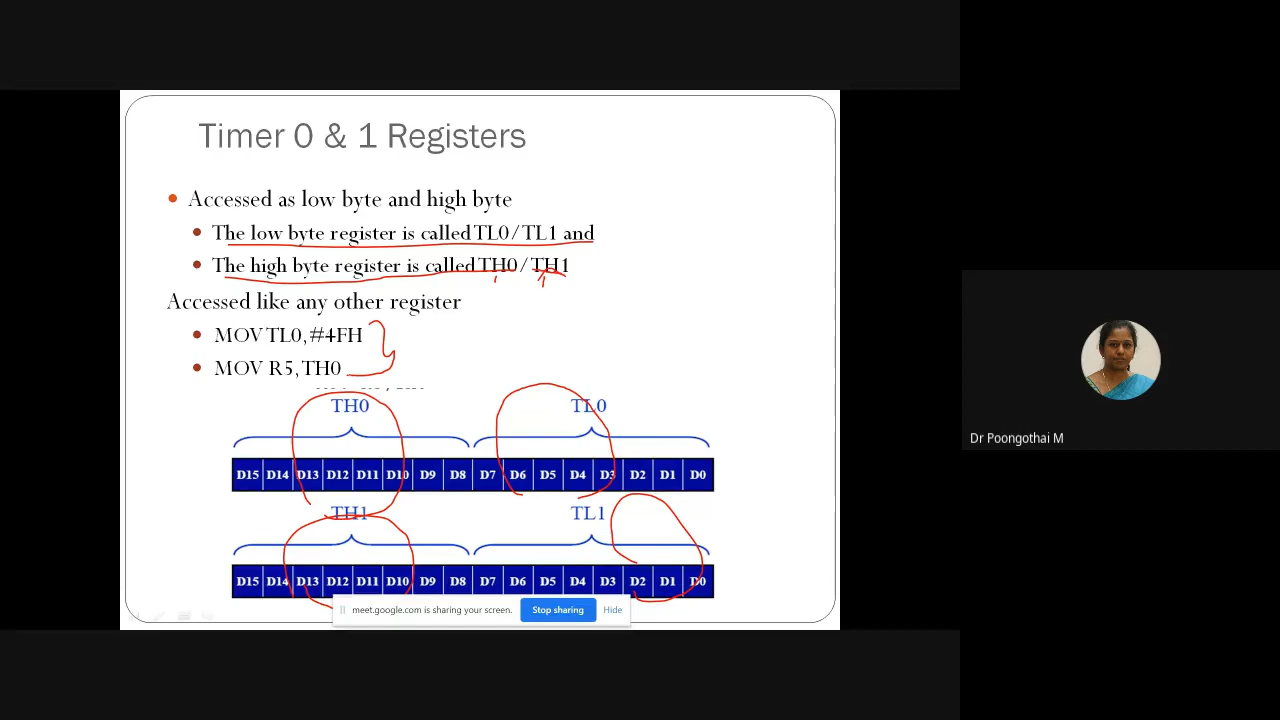 Timer 0 & 1 Registers
• Accessed as low byte and high byte
• The low byte register is called TL0/TL1 and
• The high byte register is called TH0/TH1
Accessed like any other register
• MOV TL0,#4FH
• MOV R5,TH0
TH0 TL0
D15 D14 D13 D12 D11 D10 D9 D8 D7 D6 D5 D4 D3 D2 D1 D0
TH1 TL1
D15 D14 D13 D12 D11 D10 D9 D8 D7 D6 D5 D4 D3 D2 D1 D0
meet.google.com is sharing your screen. Stop sharing Hide
Dr Poongothai M